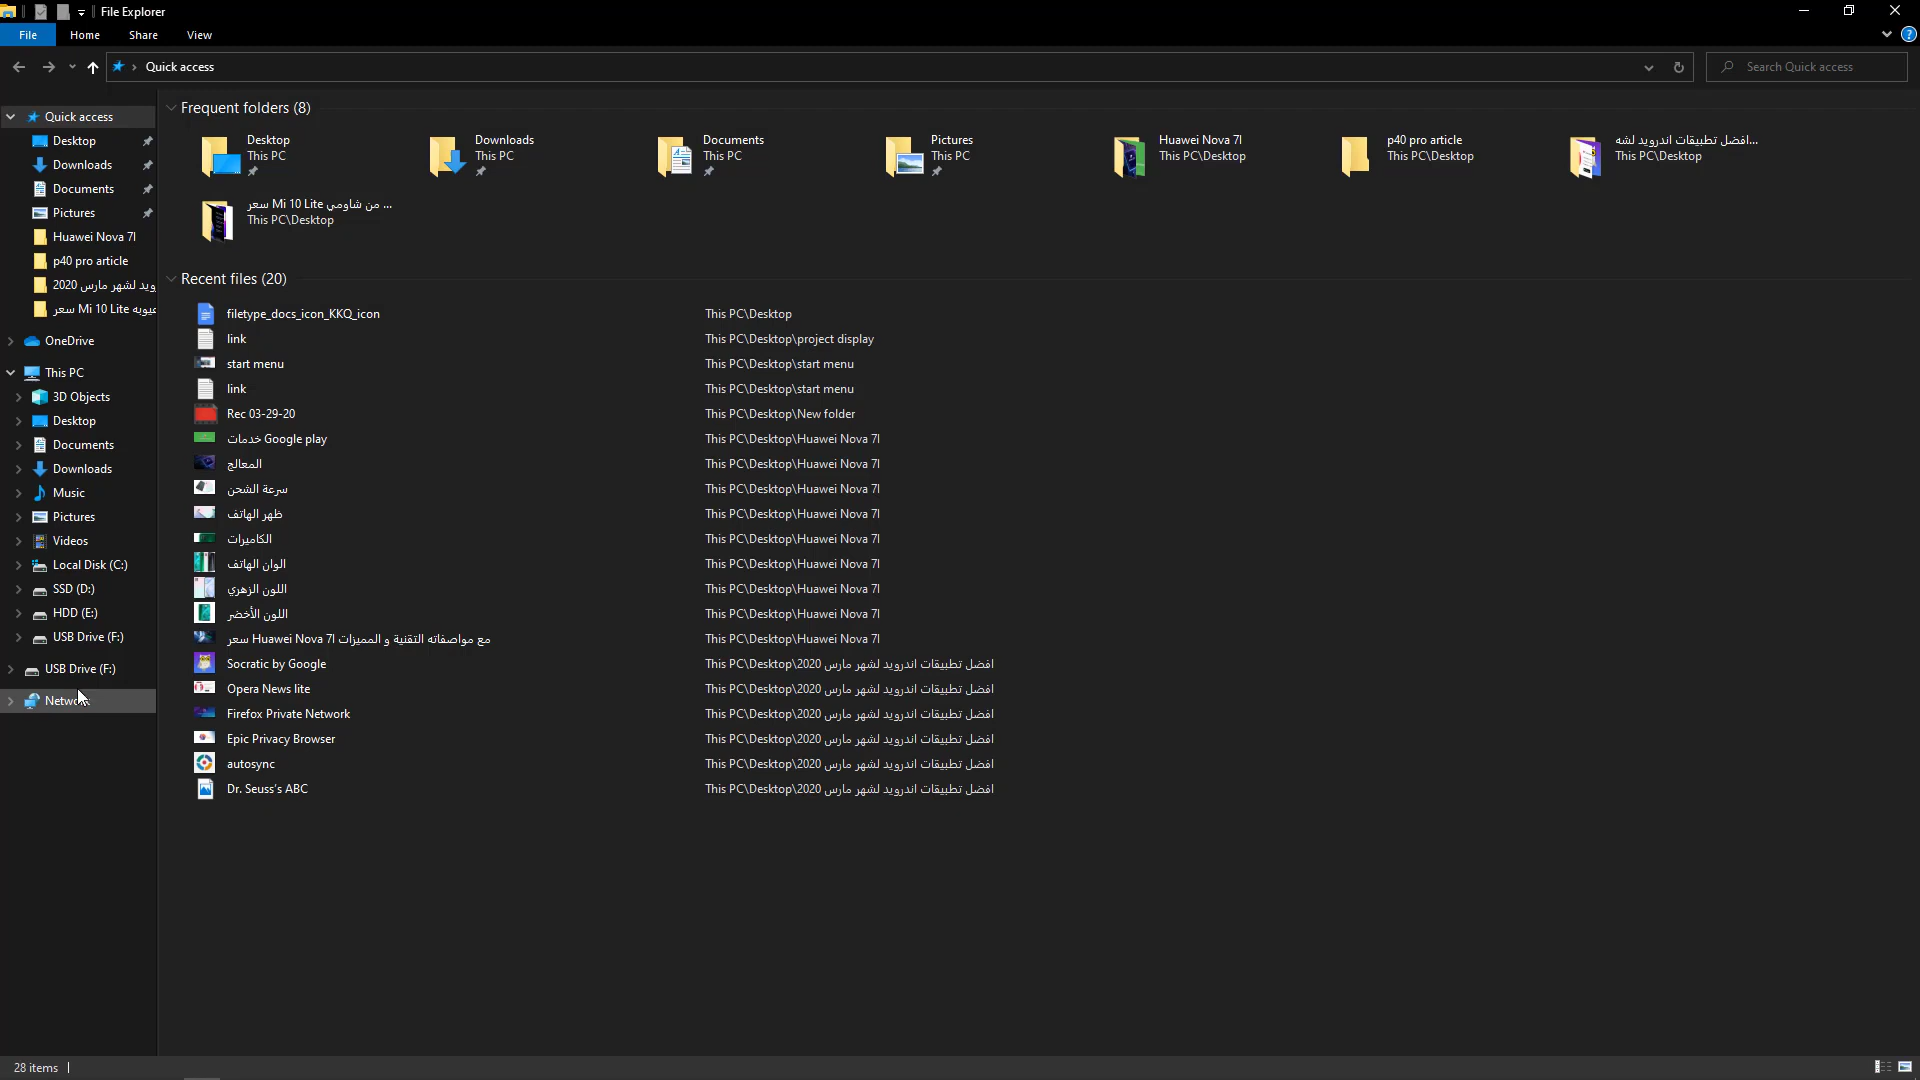 File Explorer
File Home Share View
Quick access
Search Quick access
Quick access
Desktop
Downloads
Documents
Pictures
Huawei Nova 7I
p40 pro article
ويد لشهر مارس 2020
سعر Mi 10 Lite عيوبه
OneDrive
This PC
3D Objects
Desktop
Documents
Downloads
Music
Pictures
Videos
Local Disk (C:)
SSD (D:)
HDD (E:)
USB Drive (F:)
USB Drive (F:)
Frequent folders (8)
Desktop
This PC
Downloads
This PC
Documents
This PC
Pictures
This PC
Huawei Nova 7I
This PC\Desktop
p40 pro article
This PC\Desktop
افضل تطبيقات اندرويد لشه...
This PC\Desktop
سعر Mi 10 Lite من شاومي ...
This PC\Desktop
Recent files (20)
filetype_docs_icon_KKQ_icon This PC\Desktop
link This PC\Desktop\project display
start menu This PC\Desktop\start menu
link This PC\Desktop\start menu
Rec 03-29-20 This PC\Desktop\New folder
خدمات Google play This PC\Desktop\Huawei Nova 7I
المعالج This PC\Desktop\Huawei Nova 7I
سرعة الشحن This PC\Desktop\Huawei Nova 7I
ظهر الهاتف This PC\Desktop\Huawei Nova 7I
الكاميرات This PC\Desktop\Huawei Nova 7I
الوان الهاتف This PC\Desktop\Huawei Nova 7I
اللون الزهري This PC\Desktop\Huawei Nova 7I
اللون الأخضر This PC\Desktop\Huawei Nova 7I
سعر Huawei Nova 7I مع مواصفاته التقنية و المميزات This PC\Desktop\Huawei Nova 7I
Socratic by Google This PC\Desktop\2020 افضل تطبيقات اندرويد لشهر مارس
Opera News lite This PC\Desktop\2020 افضل تطبيقات اندرويد لشهر مارس
Firefox Private Network This PC\Desktop\2020 افضل تطبيقات اندرويد لشهر مارس
Epic Privacy Browser This PC\Desktop\2020 افضل تطبيقات اندرويد لشهر مارس
autosync This PC\Desktop\2020 افضل تطبيقات اندرويد لشهر مارس
Dr. Seuss's ABC This PC\Desktop\2020 افضل تطبيقات اندرويد لشهر مارس
28 items